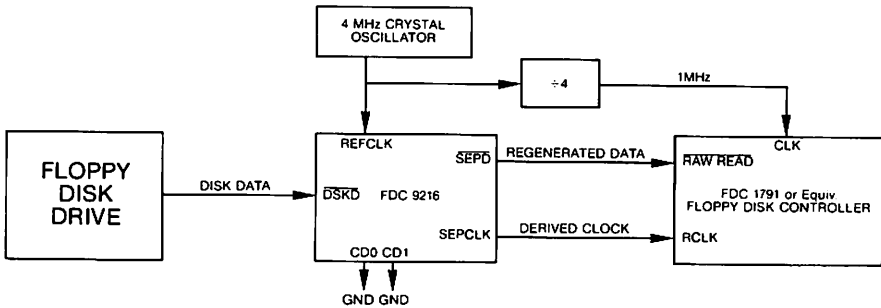 4 MHz CRYSTAL
OSCILLATOR
÷4
1MHz
FLOPPY
DISK
DRIVE
DISK DATA
REFCLK
DSKD
FDC 9216
SEPD
SEPCLK
CD0 CD1
GND GND
REGENERATED DATA
DERIVED CLOCK
CLK
RAW READ
FDC 1791 or Equiv.
FLOPPY DISK CONTROLLER
RCLK